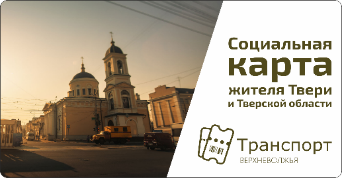 Социальная
карта
жителя Твери
и Тверской области
Транспорт
ВЕРХНЕВОЛЖЬЯ